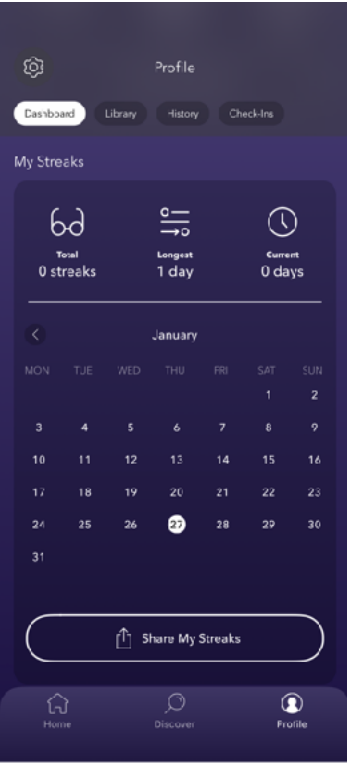 Profile
Dashboard Library History Check-Ins
My Streaks
Total Longest Current
0 streaks 1 day 0 days
January
MON TUE WED THU FRI SAT SUN
1 2
3 4 5 6 7 8 9
10 11 12 13 14 15 16
17 18 19 20 21 22 23
24 25 26 27 28 29 30
31
Share My Streaks
Home Discover Profile